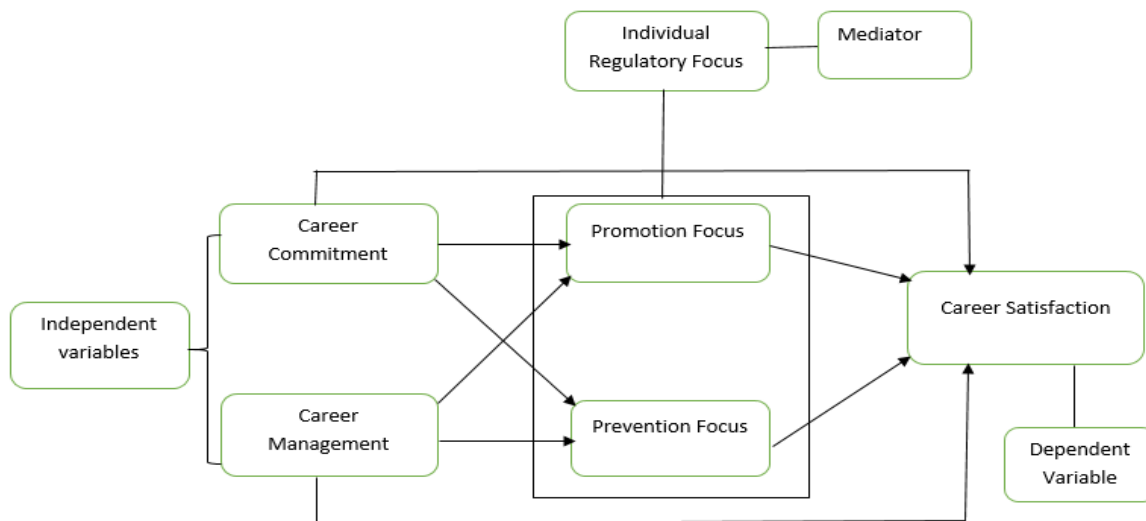 Individual
Regulatory Focus
Mediator
Career
Commitment
Promotion Focus
Independent
variables
Career Satisfaction
Career
Management
Prevention Focus
Dependent
Variable